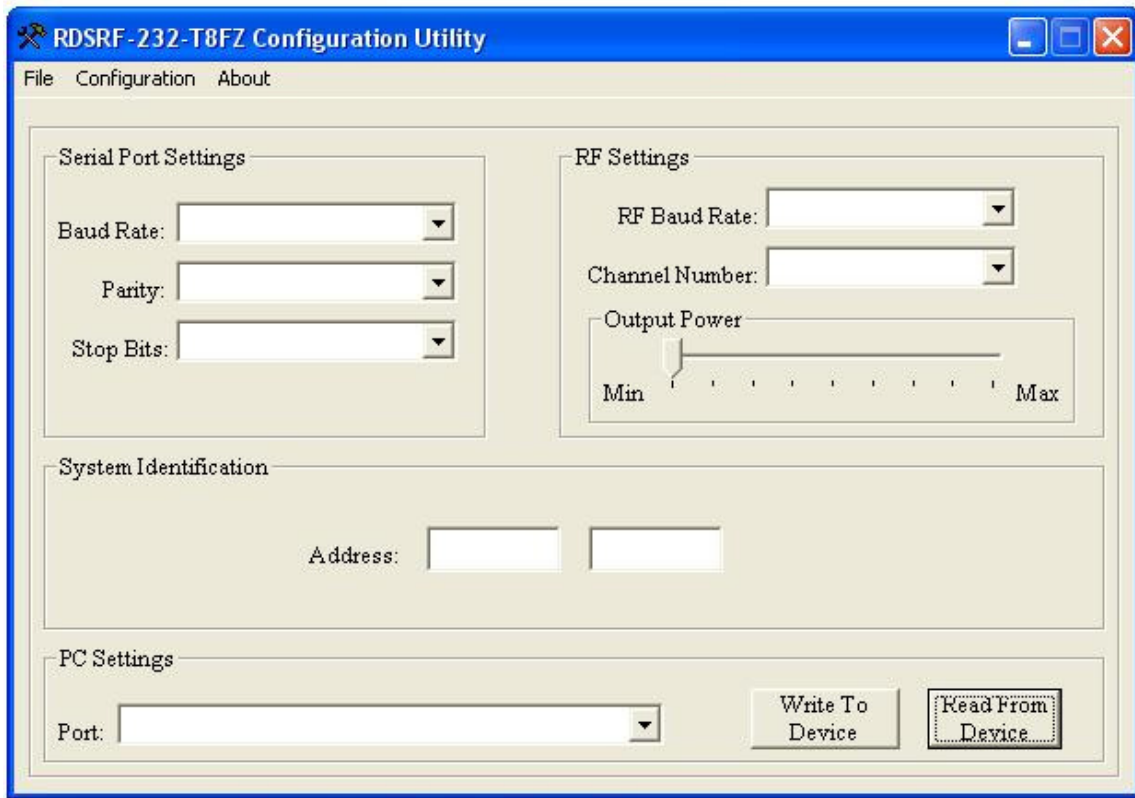 RDSRF-232-T8FZ Configuration Utility
File Configuration About
Serial Port Settings
Baud Rate:
Parity:
Stop Bits:
RF Settings
RF Baud Rate:
Channel Number:
Output Power
Min Max
System Identification
Address:
PC Settings
Port:
Write To
Device
Read From
Device